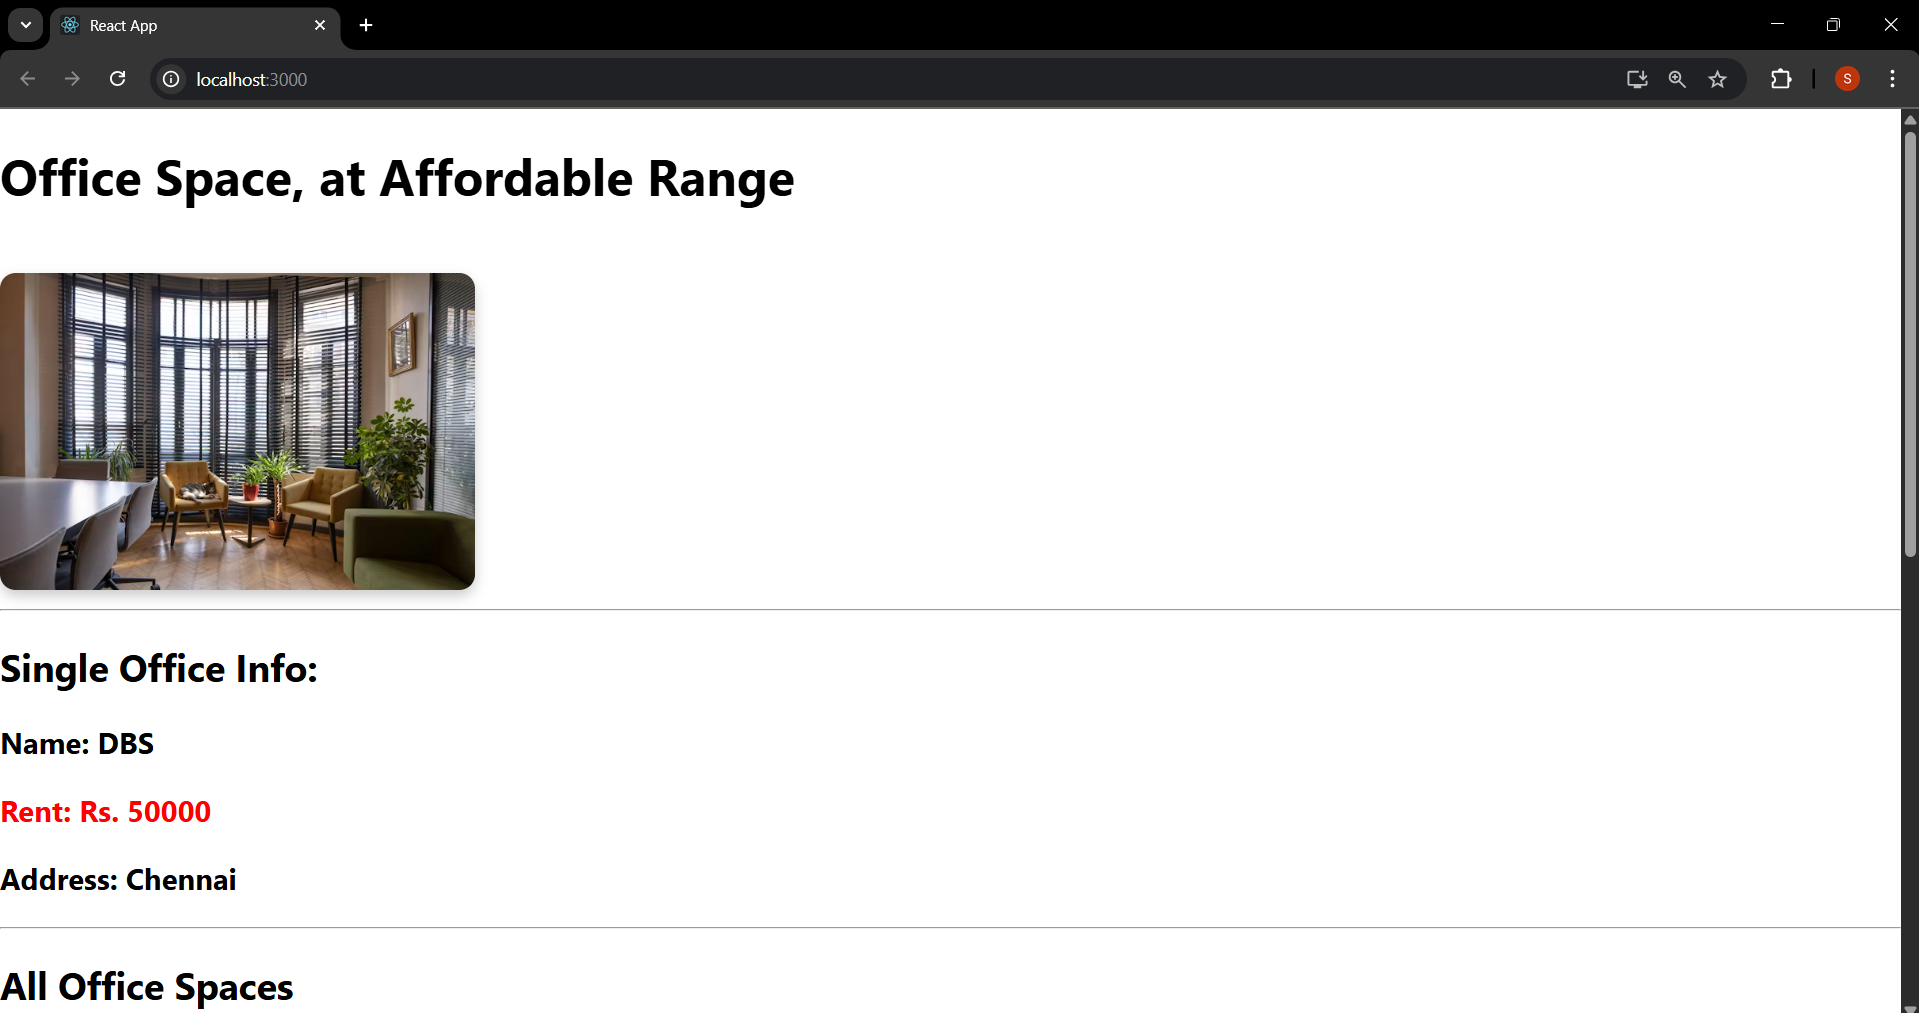 React App
localhost:3000
S
Office Space, at Affordable Range
Single Office Info:
Name: DBS
Rent: Rs. 50000
Address: Chennai
All Office Spaces